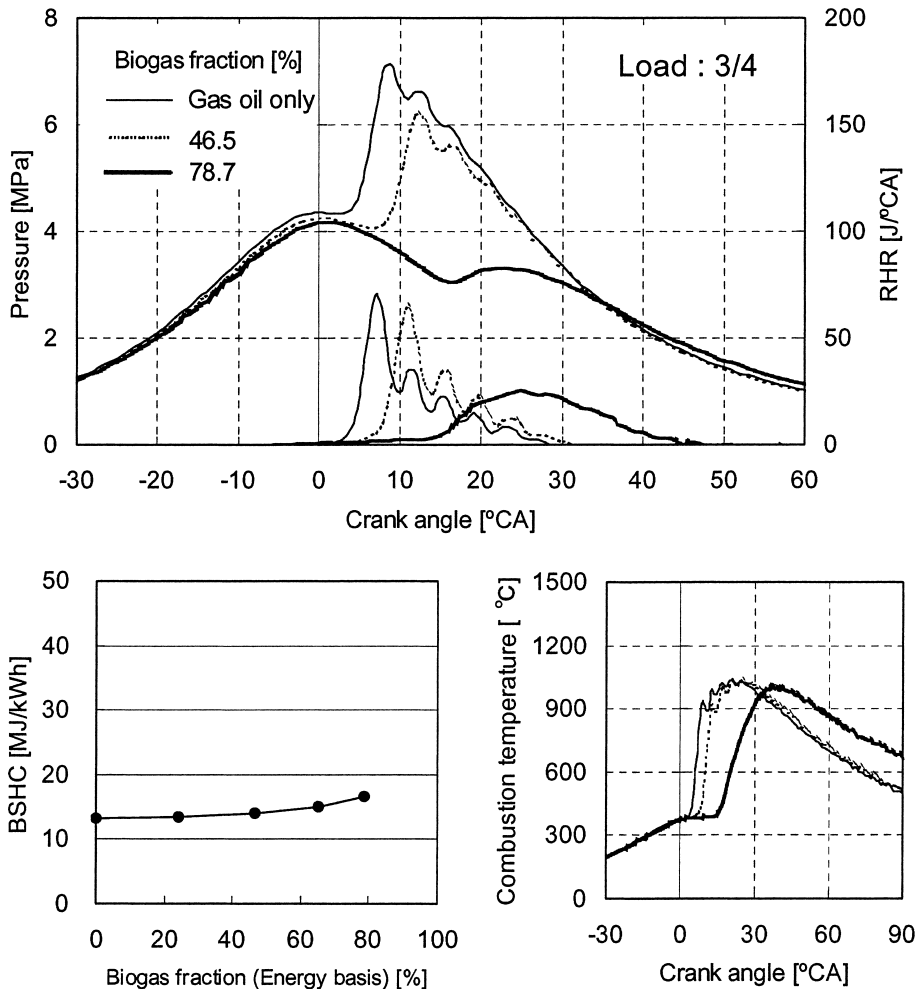 8
6
4
2
0
Pressure [MPa]
Biogas fraction [%]
Gas oil only
46.5
78.7
Load : 3/4
200
150
100
50
0
RHR [J/ºCA]
-30 -20 -10 0 10 20 30 40 50 60
Crank angle [ºCA]
50
40
30
20
10
0
BSHC [MJ/kWh]
0 20 40 60 80 100
Biogas fraction (Energy basis) [%]
1500
1200
900
600
300
0
Combustion temperature [ °C]
-30 0 30 60 90
Crank angle [ºCA]